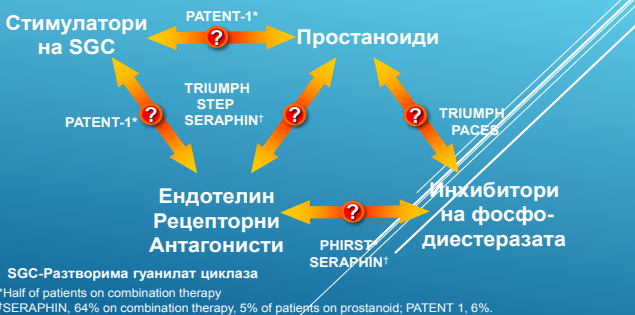 Стимулатори
на SGC
PATENT-1*
?
Простаноиди
PATENT-1*
?
TRIUMPH
STEP
SERAPHIN†
?
?
TRIUMPH
PACES
Ендотелин
Рецепторни
Антагонисти
?
PHIRST*
SERAPHIN†
Инхибитори
на фосфо-
диестеразата
SGC-Разтворима гуанилат циклаза
*Half of patients on combination therapy
†SERAPHIN, 64% on combination therapy, 5% of patients on prostanoid; PATENT 1, 6%.